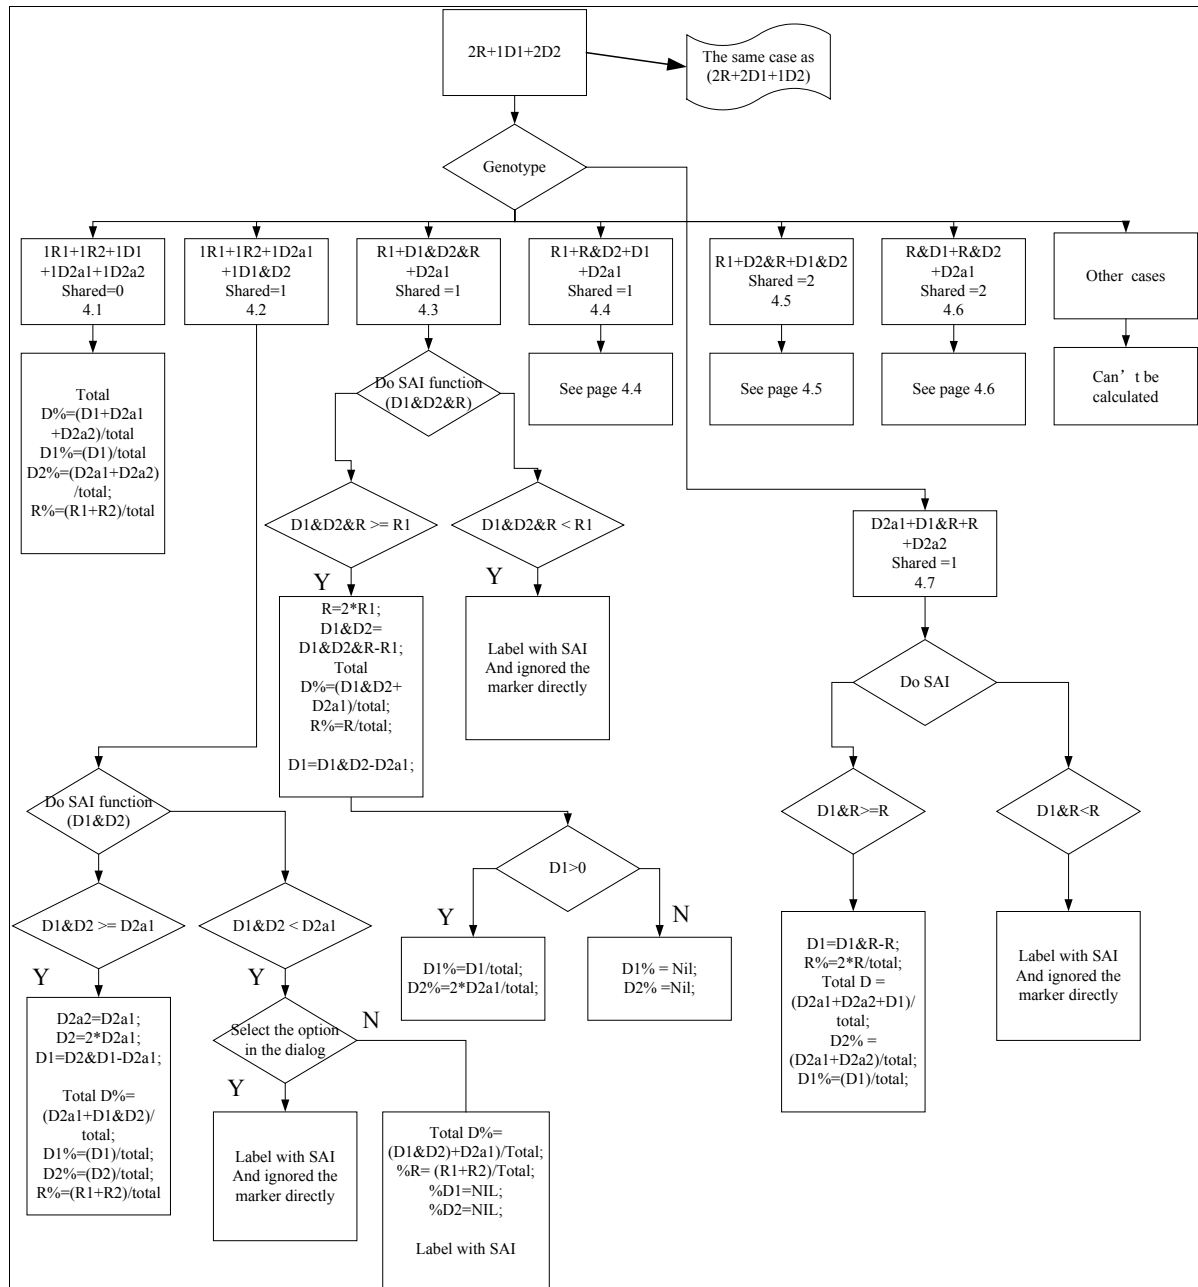 2R+1D1+2D2
The same case as
(2R+2D1+1D2)
Genotype
1R1+1R2+1D1
+1D2a1+1D2a2
Shared=0
4.1
1R1+1R2+1D2a1
+1D1&D2
Shared=1
4.2
R1+D1&D2&R
+D2a1
Shared =1
4.3
R1+R&D2+D1
+D2a1
Shared =1
4.4
R1+D2&R+D1&D2
Shared =2
4.5
R&D1+R&D2
+D2a1
Shared =2
4.6
Other cases
Total
D%=(D1+D2a1
+D2a2)/total
D1%=(D1)/total
D2%=(D2a1+D2a2)
/total;
R%=(R1+R2)/total
Do SAI function
(D1&D2&R)
See page 4.4
See page 4.5
See page 4.6
Can't be
calculated
D1&D2&R >= R1
D1&D2&R < R1
Y
Y
R=2*R1;
D1&D2=
D1&D2&R-R1;
Total
D%=(D1&D2+
D2a1)/total;
R%=R/total;
D1=D1&D2-D2a1;
Label with SAI
And ignored the
marker directly
D2a1+D1&R+R
+D2a2
Shared =1
4.7
Do SAI
D1&R>=R
D1&R<R
Do SAI function
(D1&D2)
D1>0
Y
N
D1&D2 >= D2a1
D1&D2 < D2a1
D1%=D1/total;
D2%=2*D2a1/total;
D1% = Nil;
D2% =Nil;
D1=D1&R-R;
R%=2*R/total;
Total D =
(D2a1+D2a2+D1)/
total;
D2% =
(D2a1+D2a2)/total;
D1%=(D1)/total;
Label with SAI
And ignored the
marker directly
Y
Y
D2a2=D2a1;
D2=2*D2a1;
D1=D2&D1-D2a1;
Total D%=
(D2a1+D1&D2)/
total;
D1%=(D1)/total;
D2%=(D2)/total;
R%=(R1+R2)/total
Select the option
in the dialog
N
Y
Label with SAI
And ignored the
marker directly
Total D%=
(D1&D2)+D2a1)/Total;
%R= (R1+R2)/Total;
%D1=NIL;
%D2=NIL;
Label with SAI